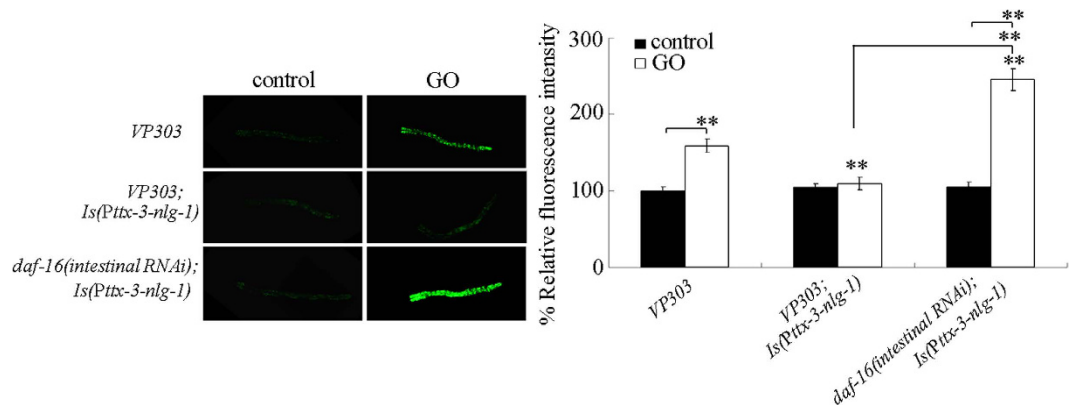 control GO
VP303
VP303;
Is(Pttx-3-nlg-1)
daf-16(intestinal RNAi);
Is(Pttx-3-nlg-1)
% Relative fluorescence intensity
300
200
100
0
control
GO
**
**
**
**
**
VP303
VP303;
Is(Pttx-3-nlg-1)
daf-16(intestinal RNAi);
Is(Pttx-3-nlg-1)